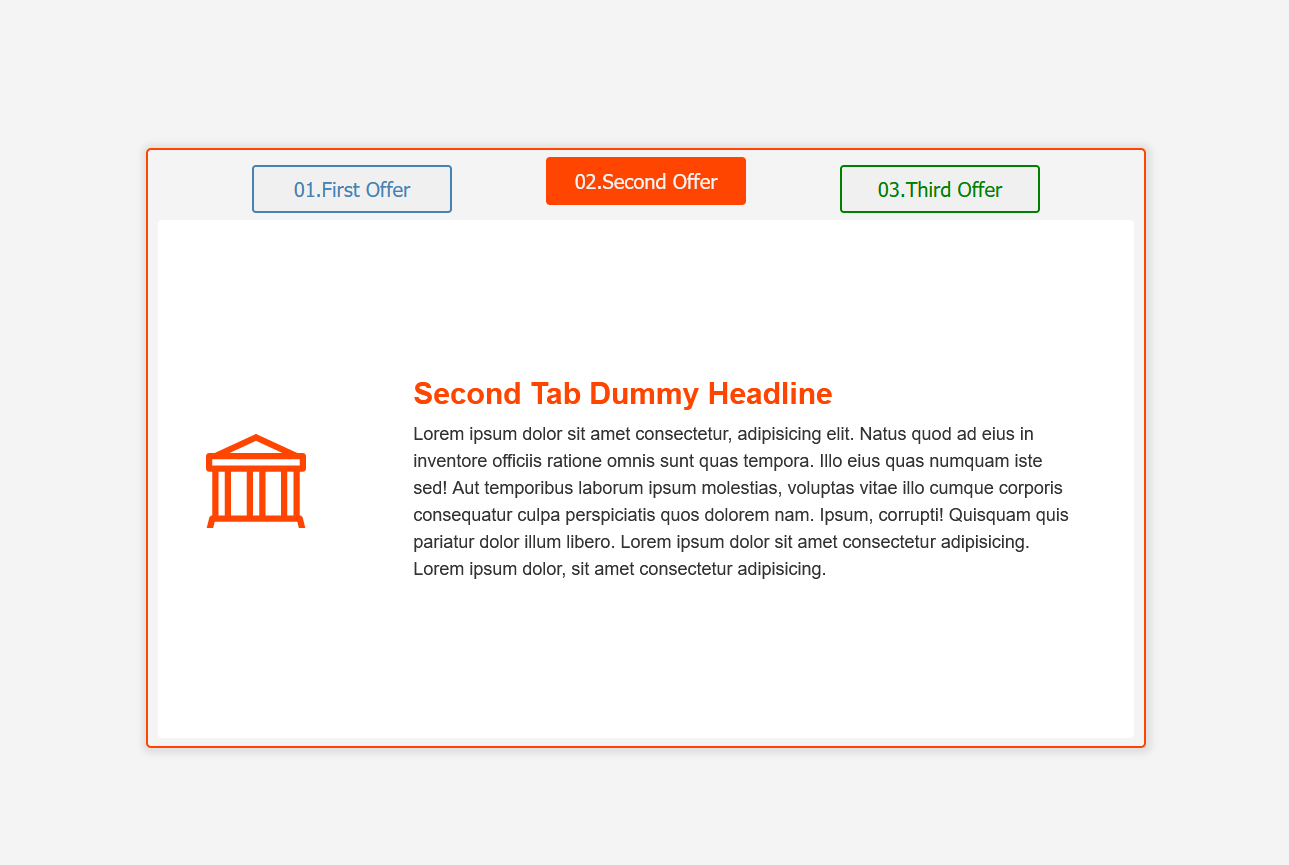 01.First Offer
02.Second Offer
03.Third Offer
Second Tab Dummy Headline
Lorem ipsum dolor sit amet consectetur, adipisicing elit. Natus quod ad eius in
inventore officiis ratione omnis sunt quas tempora. Illo eius quas numquam iste
sed! Aut temporibus laborum ipsum molestias, voluptas vitae illo cumque corporis
consequatur culpa perspiciatis quos dolorem nam. Ipsum, corrupti! Quisquam quis
pariatur dolor illum libero. Lorem ipsum dolor sit amet consectetur adipisicing.
Lorem ipsum dolor, sit amet consectetur adipisicing.